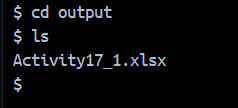 $ cd output
$ ls
Activity17_1.xlsx
$